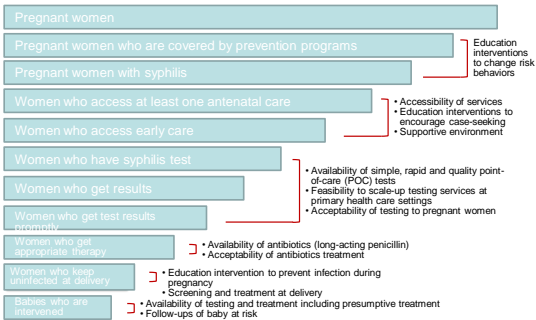 Pregnant women
Pregnant women who are covered by prevention programs
Education
interventions
to change risk
behaviors
Pregnant women with syphilis
Women who access at least one antenatal care
• Accessibility of services
• Education interventions to
encourage case-seeking
• Supportive environment
Women who access early care
Women who have syphilis test
• Availability of simple, rapid and quality point-
of-care (POC) tests
• Feasibility to scale-up testing services at
primary health care settings
• Acceptability of testing to pregnant women
Women who get results
Women who get test results
promptly
Women who get
appropriate therapy
• Availability of antibiotics (long-acting penicillin)
• Acceptability of antibiotics treatment
Women who keep
uninfected at delivery
• Education intervention to prevent infection during
pregnancy
• Screening and treatment at delivery
Babies who are
intervened
• Availability of testing and treatment including presumptive treatment
• Follow-ups of baby at risk